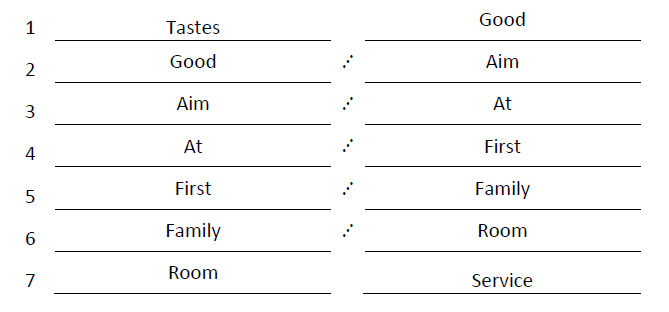 1 Tastes Good
2 Good Aim
3 Aim At
4 At First
5 First Family
6 Family Room
7 Room Service